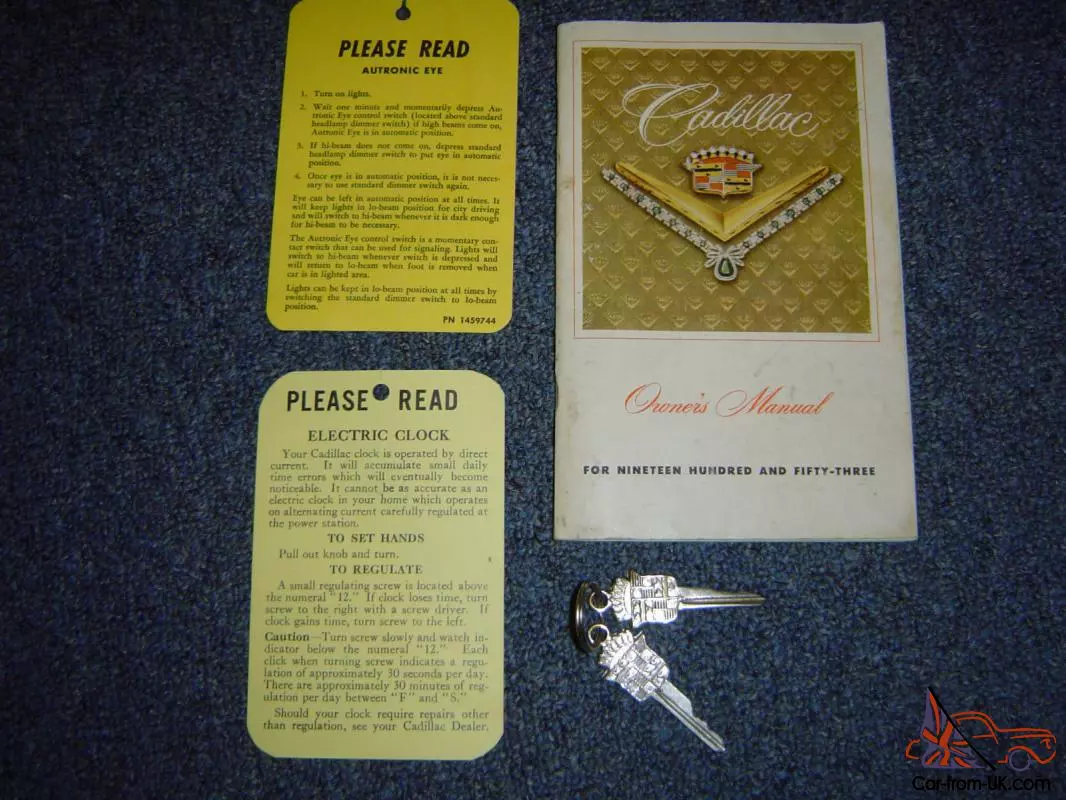 PLEASE READ
AUTRONIC EYE
1. Turn on lights.
2. Wait one minute and momentarily depress Au-
tronic Eye control switch (located above standard
headlamp dimmer switch) if high beams come on,
Autronic Eye is in automatic position.
3. If hi-beam does not come on, depress standard
headlamp dimmer switch to put eye in automatic
position.
4. Once eye is in automatic position, it is not neces-
sary to use standard dimmer switch again.
Eye can be left in automatic position at all times. It
will keep lights in lo-beam position for city driving
and will switch to hi-beam whenever it is dark enough
for hi-beam to be necessary.
The Autronic Eye control switch is a momentary con-
tact switch that can be used for signaling. Lights will
switch to hi-beam whenever switch is depressed and
will return to lo-beam when foot is removed when
car is in lighted area.
Lights can be kept in lo-beam position at all times by
switching the standard dimmer switch to lo-beam
position.
PN 1459744
PLEASE READ
ELECTRIC CLOCK
Your Cadillac clock is operated by direct
current. It will accumulate small daily
time errors which will eventually become
noticeable. It cannot be as accurate as an
electric clock in your home which operates
on alternating current carefully regulated at
the power station.
TO SET HANDS
Pull out knob and turn.
TO REGULATE
A small regulating screw is located above
the numeral "12." If clock loses time, turn
screw to the right with a screw driver. If
clock gains time, turn screw to the left.
Caution—Turn screw slowly and watch in-
dicator below the numeral "12." Each
click when turning screw indicates a regu-
lation of approximately 30 seconds per day.
There are approximately 30 minutes of reg-
ulation per day between "F" and "S."
Should your clock require repairs other
than regulation, see your Cadillac Dealer.
Cadillac
Owner's Manual
FOR NINETEEN HUNDRED AND FIFTY-THREE
Car-from-UK.com